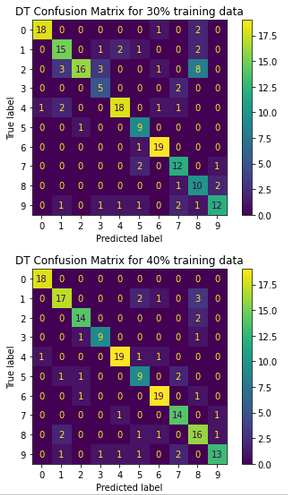 DT Confusion Matrix for 30% training data
0 18 0 0 0 0 0 1 0 2 0
1 0 15 0 1 2 1 0 0 2 0
2 0 3 16 3 0 0 1 0 8 0
3 0 0 0 5 0 0 0 2 0 0
4 1 2 0 0 18 0 1 1 0 0
5 0 0 1 0 0 9 0 0 0 0
6 0 0 0 0 0 1 19 0 0 0
7 0 0 0 0 0 2 0 12 0 1
8 0 0 0 0 0 0 0 1 10 2
9 0 1 0 1 1 1 0 2 1 12
0 1 2 3 4 5 6 7 8 9
True label
Predicted label
17.5
15.0
12.5
10.0
7.5
5.0
2.5
0.0
DT Confusion Matrix for 40% training data
0 18 0 0 0 0 0 0 0 0 0
1 0 17 0 0 0 2 1 0 3 0
2 0 0 14 0 0 0 0 0 2 0
3 0 0 1 9 0 0 0 0 1 0
4 1 0 0 0 19 1 1 0 0 0
5 0 1 1 0 0 9 0 2 0 0
6 0 0 1 0 0 0 19 0 1 0
7 0 0 0 0 1 0 0 14 0 1
8 0 2 0 0 0 1 1 0 16 1
9 0 1 0 1 1 1 0 2 0 13
0 1 2 3 4 5 6 7 8 9
True label
Predicted label
17.5
15.0
12.5
10.0
7.5
5.0
2.5
0.0